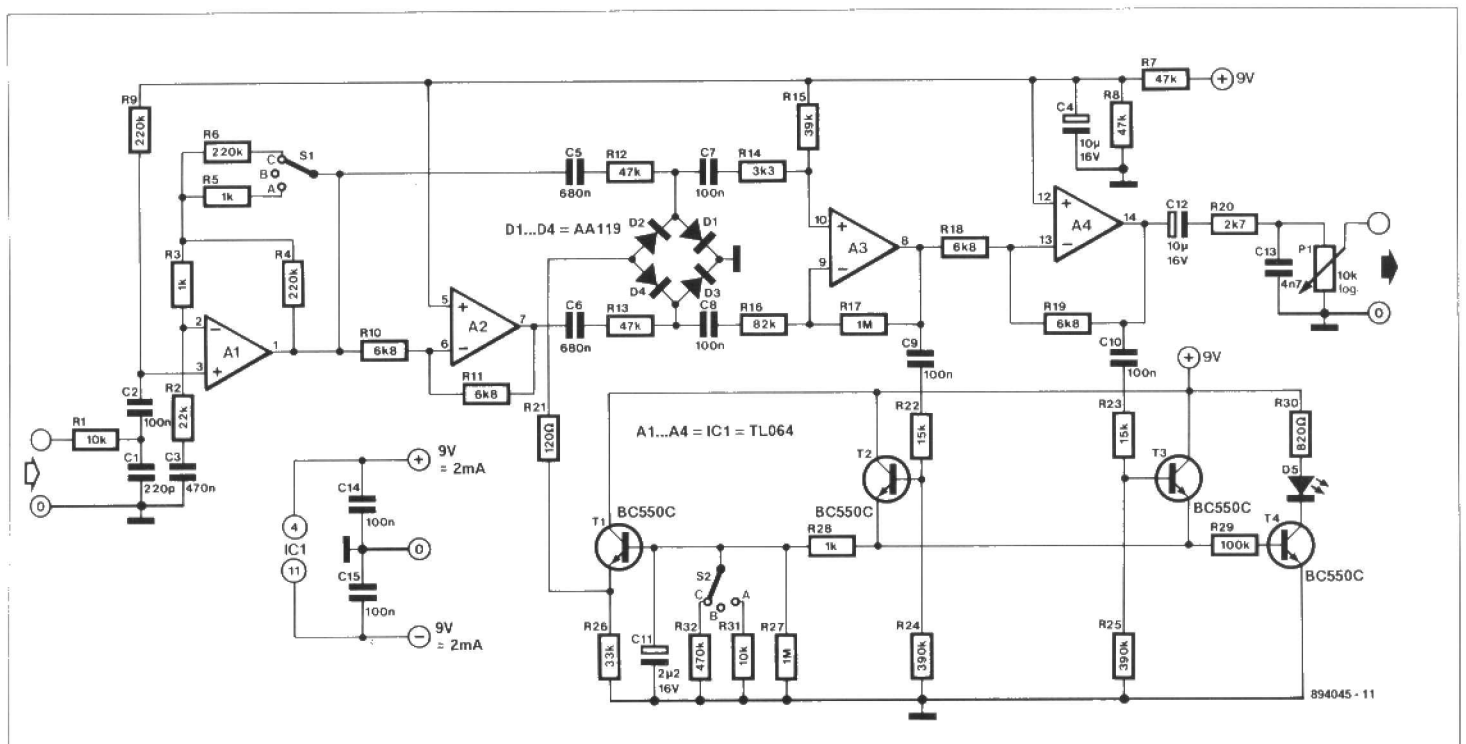 R9
220k
R6
220k
C
B
A
S1
R5
1k
R3
1k
R4
220k
2
3
A1
1
R2
2.2k
C2
100n
R1
10k
C1
220p
C3
470n
0
R10
6k8
5
6
A2
7
R11
6k8
C5
680n
R12
47k
C7
100n
R14
3k3
R15
39k
D1...D4 = AA119
D2
D1
D4
D3
C6
680n
R13
47k
C8
100n
R16
82k
10
9
A3
8
R17
1M
R18
6k8
12
13
A4
14
R19
6k8
C4
10µ
16V
R8
47k
R7
47k
+
9V
C12
10µ
16V
R20
2k7
C13
4n7
P1
10k
log.
0
C9
100n
C10
100n
+
9V
R21
120Ω
A1...A4 = IC1 = TL064
R22
15k
R23
15k
R30
820Ω
D5
T2
BC550C
T3
BC550C
T4
BC550C
R29
100k
T1
BC550C
R28
1k
S2
C
B
A
R26
33k
C11
2µ2
16V
R32
470k
R31
10k
R27
1M
R24
390k
R25
390k
4
IC1
11
C14
100n
C15
100n
+
9V
= 2mA
0
−
9V
= 2mA
894045 - 11